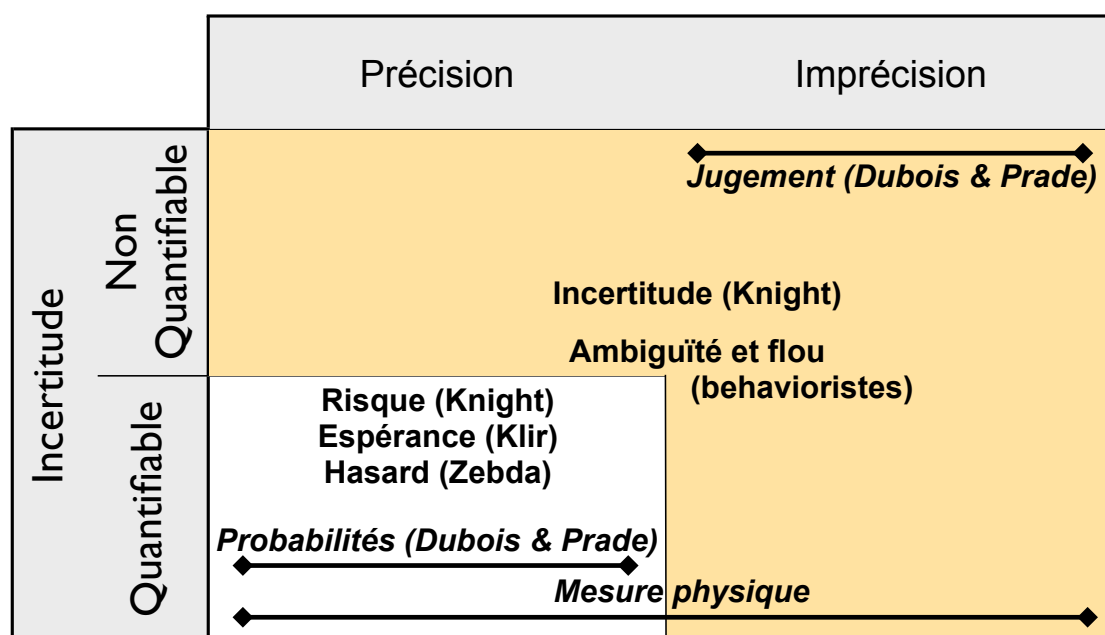 Précision
Imprécision
Incertitude
Non
Quantifiable
Jugement (Dubois & Prade)
Incertitude (Knight)
Ambiguïté et flou
(behavioristes)
Quantifiable
Risque (Knight)
Espérance (Klir)
Hasard (Zebda)
Probabilités (Dubois & Prade)
Mesure physique